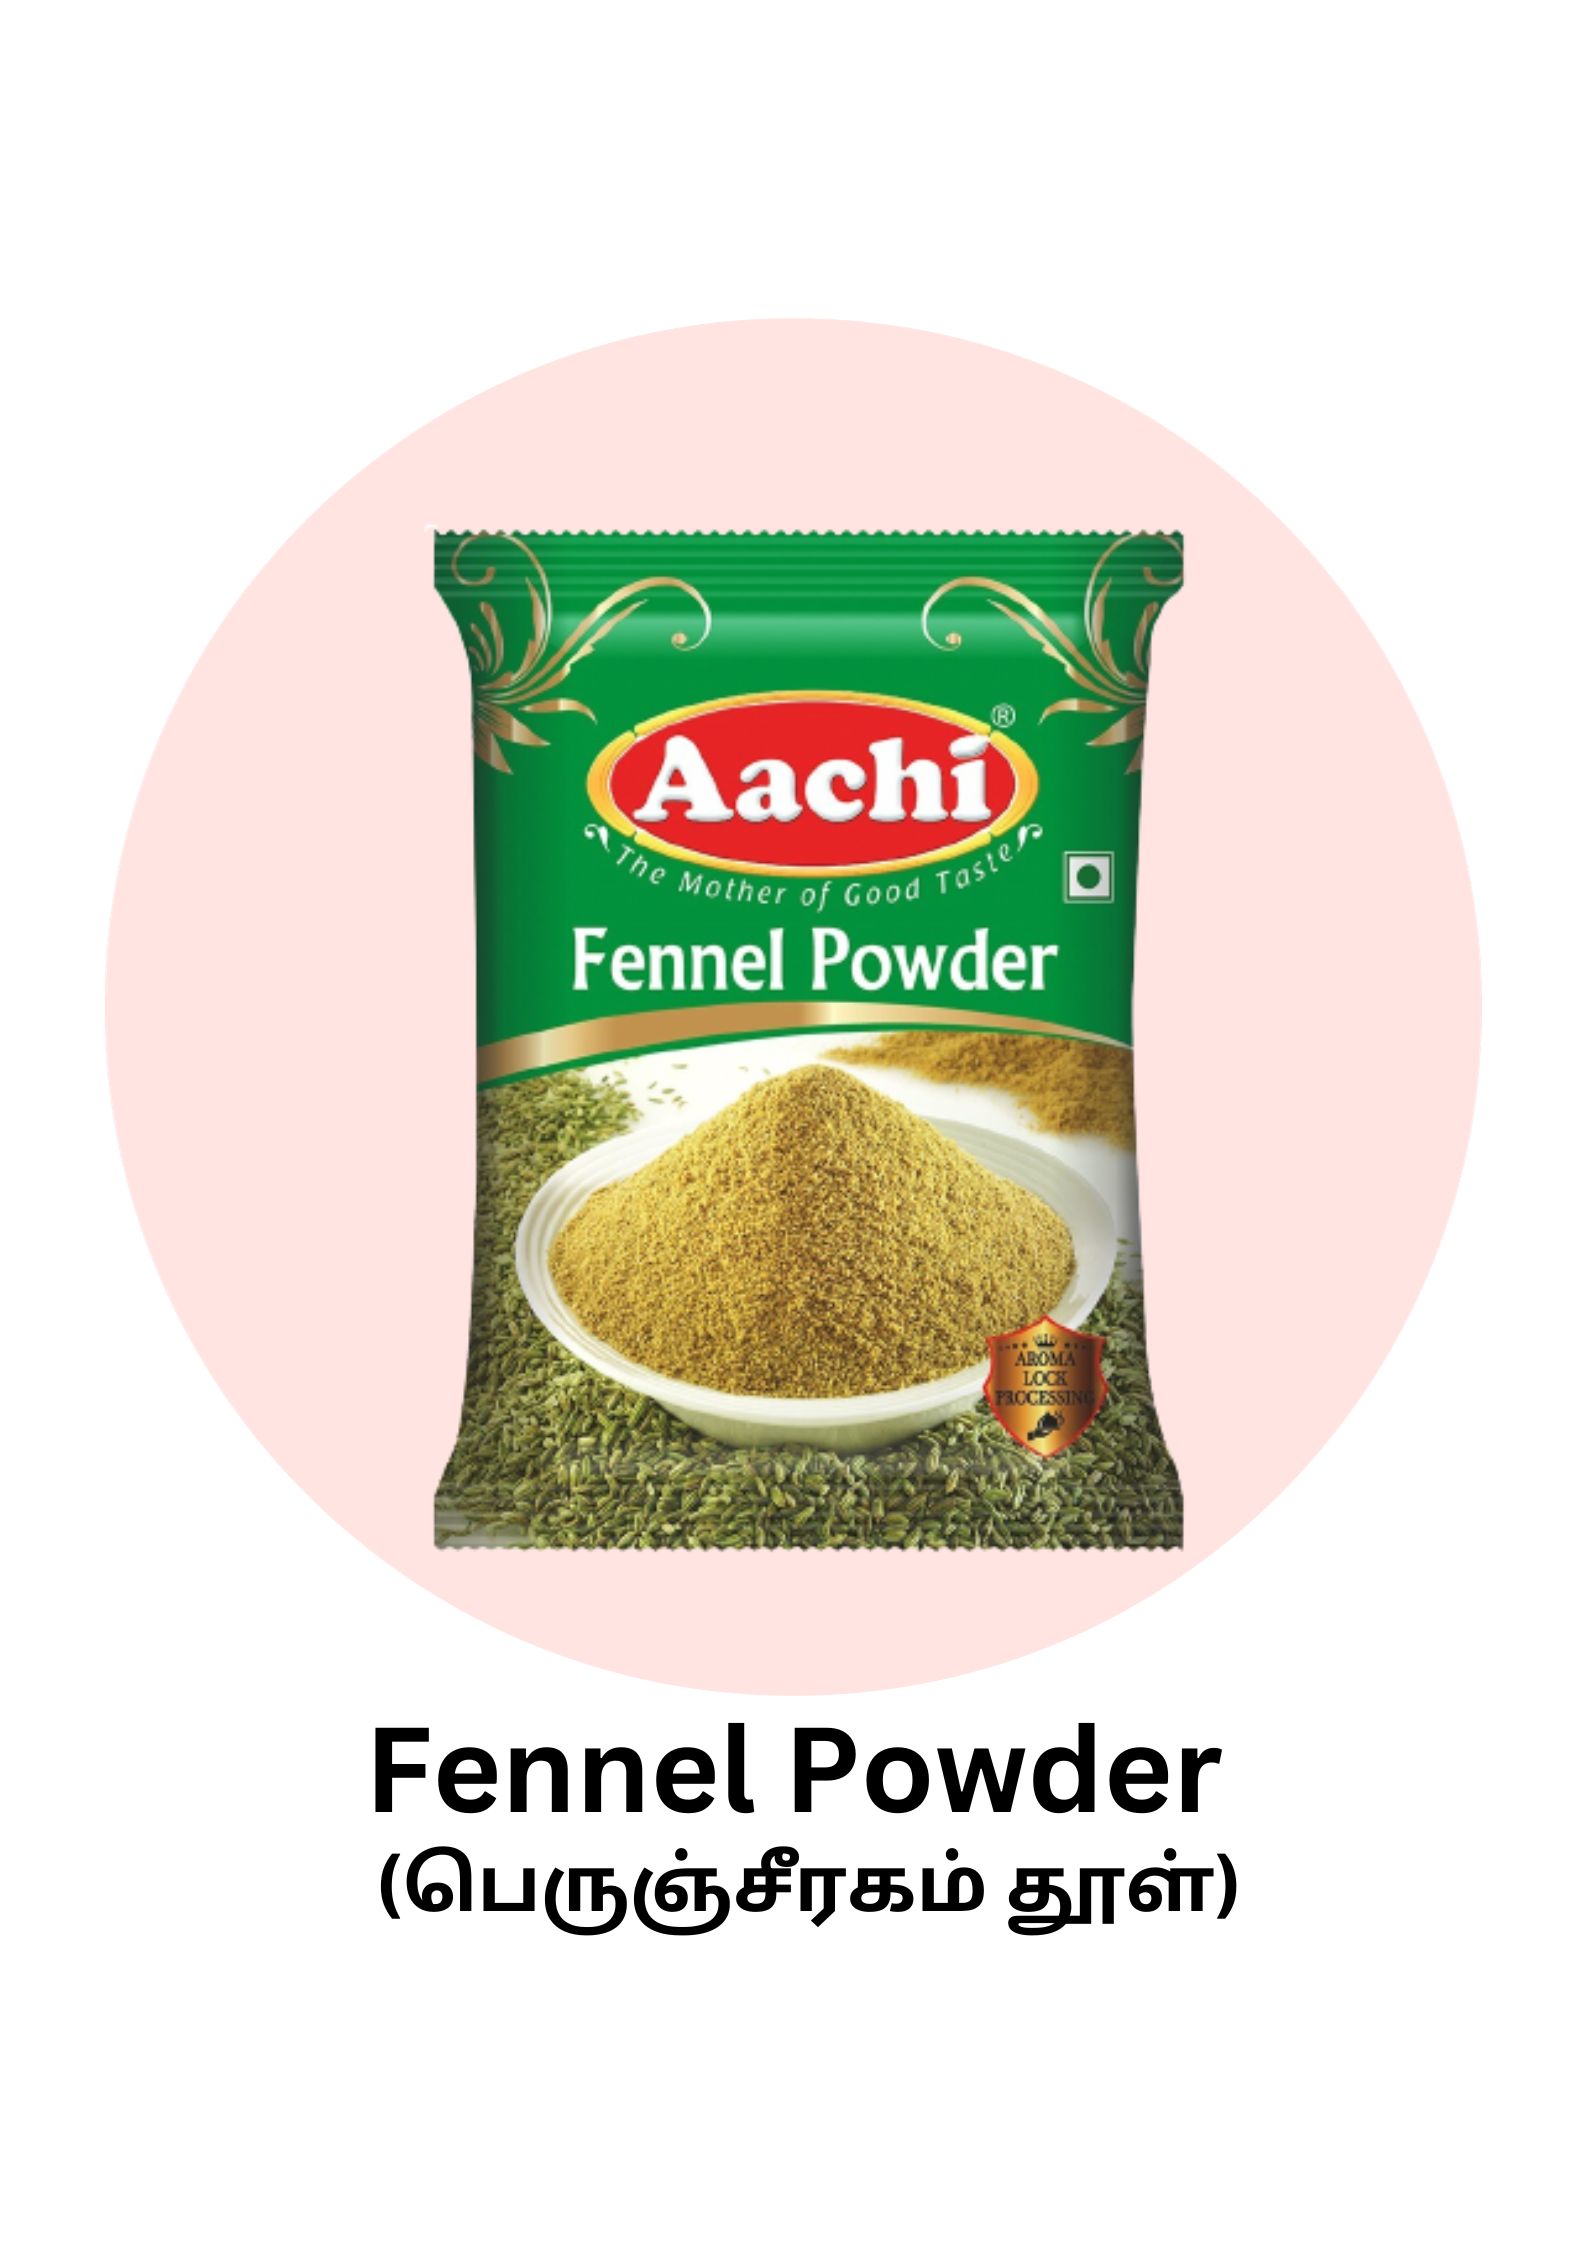 Aachi®
The Mother of Good Taste
Fennel Powder
AROMA
LOCK
PROCESSING
Fennel Powder
(பெருஞ்சீரகம் தூள்)